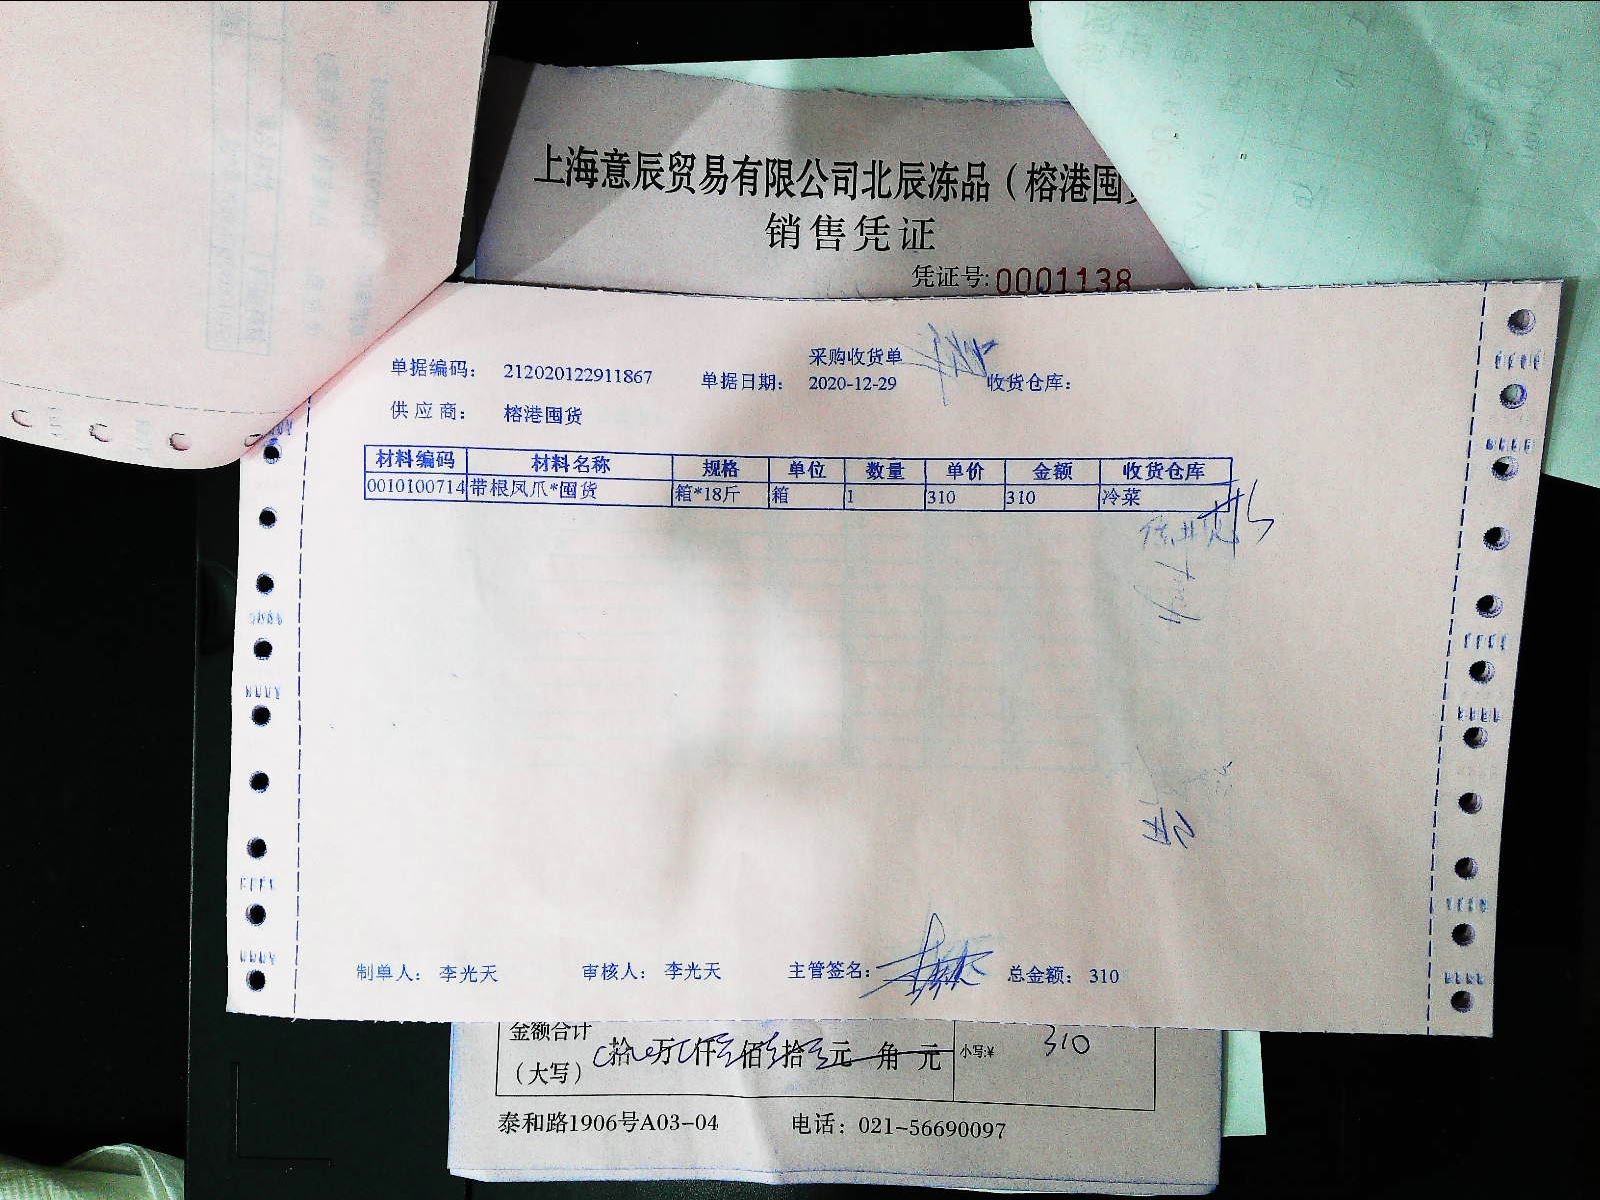 上海意辰贸易有限公司北辰冻品（榕港囤
销售凭证
凭证号:0001138
采购收货单
单据编码： 212020122911867 单据日期： 2020-12-29 收货仓库：
供应商： 榕港囤货
材料编码 材料名称 规格 单位 数量 单价 金额 收货仓库
0010100714 带根凤爪*囤货 箱*18斤 箱 1 310 310 冷菜
制单人： 李光天 审核人： 李光天 主管签名： 总金额： 310
金额合计
（大写） 拾 万 仟 佰 拾 元 角 元 小写:¥ 310
泰和路1906号A03-04 电话：021-56690097